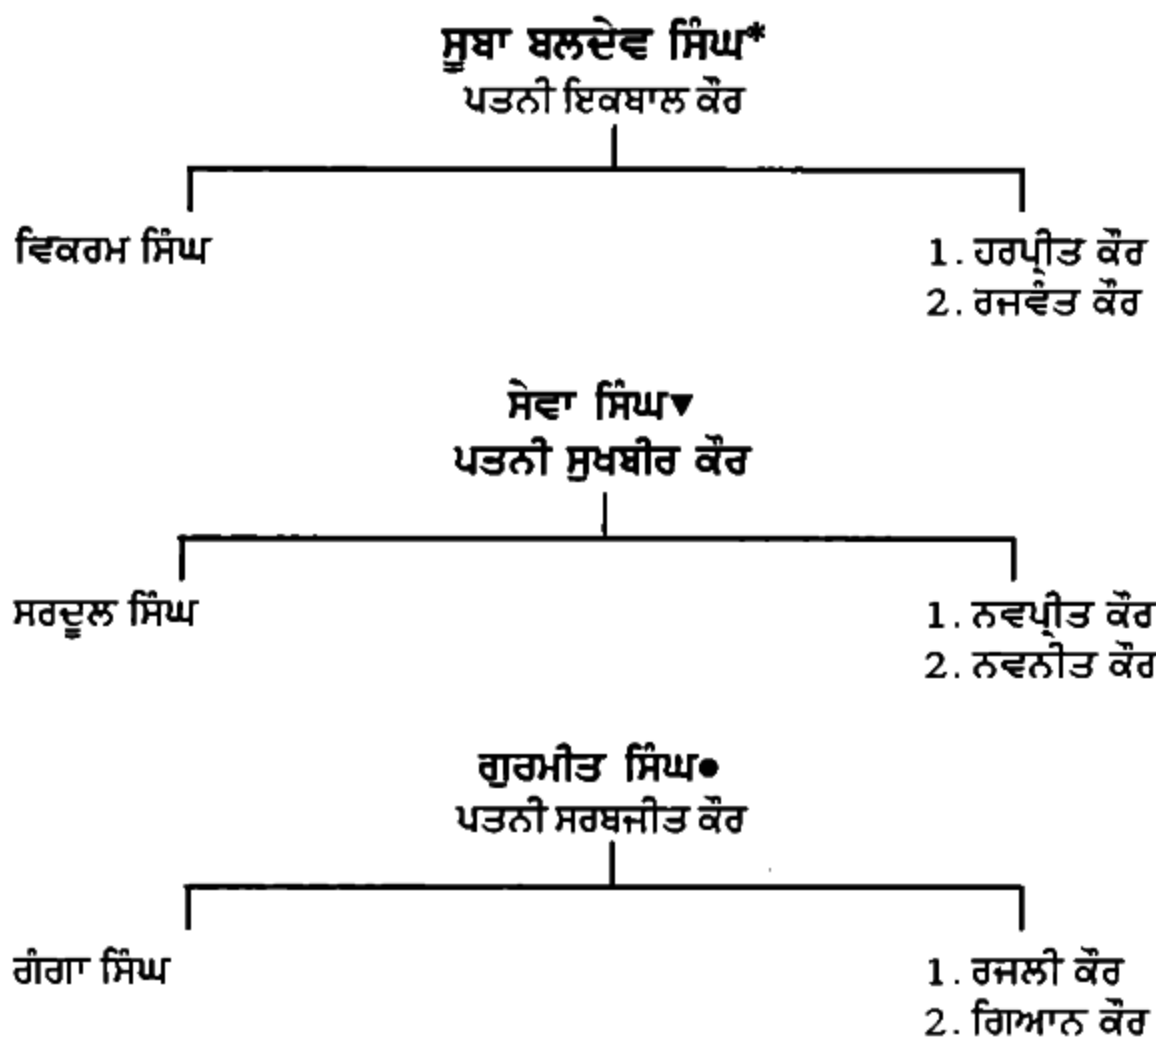 ਸੂਬਾ ਬਲਦੇਵ ਸਿੰਘ*
ਪਤਨੀ ਇਕਬਾਲ ਕੌਰ
ਵਿਕਰਮ ਸਿੰਘ
1. ਹਰਪ੍ਰੀਤ ਕੌਰ
2. ਰਜਵੰਤ ਕੌਰ
ਸੇਵਾ ਸਿੰਘ▼
ਪਤਨੀ ਸੁਖਬੀਰ ਕੌਰ
ਸਰਦੂਲ ਸਿੰਘ
1. ਨਵਪ੍ਰੀਤ ਕੌਰ
2. ਨਵਨੀਤ ਕੌਰ
ਗੁਰਮੀਤ ਸਿੰਘ●
ਪਤਨੀ ਸਰਬਜੀਤ ਕੌਰ
ਗੰਗਾ ਸਿੰਘ
1. ਰਜਲੀ ਕੌਰ
2. ਗਿਆਨ ਕੌਰ